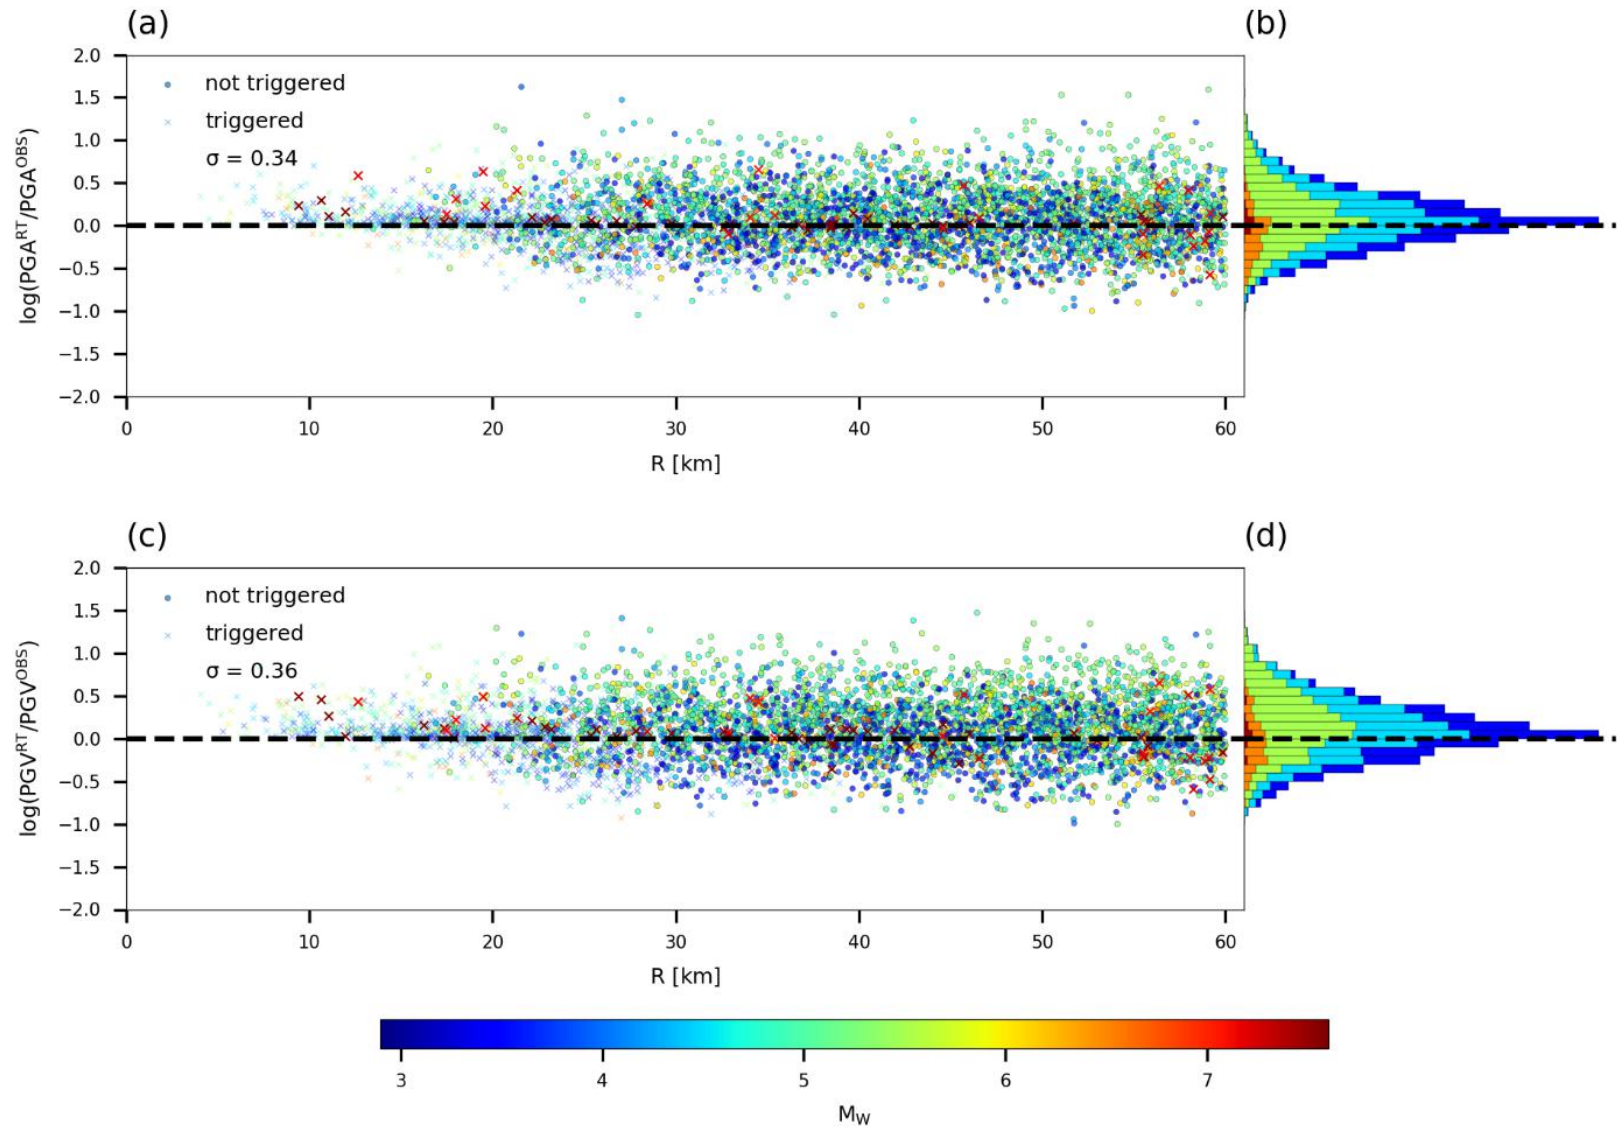 (a)
(b)
2.0
1.5
1.0
0.5
0.0
−0.5
−1.0
−1.5
−2.0
log(PGA^RT/PGA^OBS)
not triggered
triggered
σ = 0.34
0 10 20 30 40 50 60
R [km]
(c)
(d)
2.0
1.5
1.0
0.5
0.0
−0.5
−1.0
−1.5
−2.0
log(PGV^RT/PGV^OBS)
not triggered
triggered
σ = 0.36
0 10 20 30 40 50 60
R [km]
3 4 5 6 7
M_W